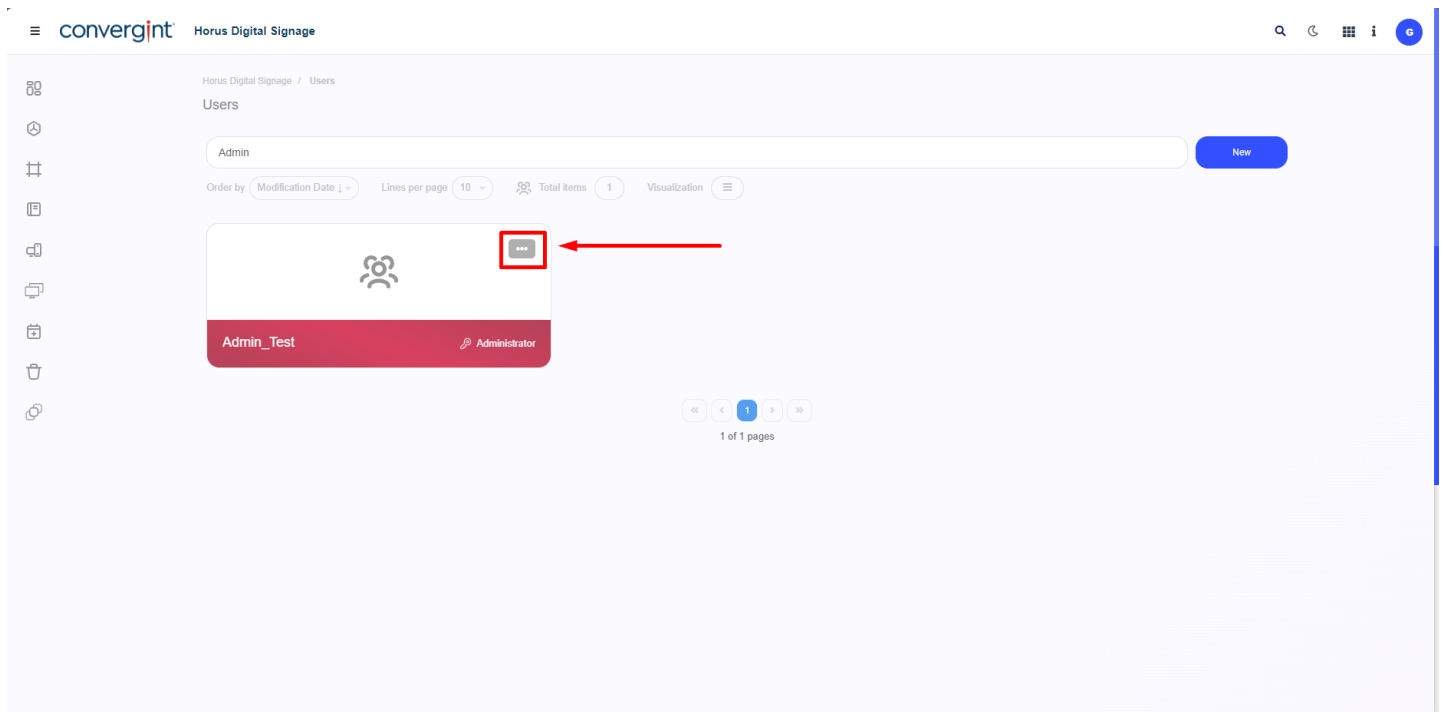 convergint Horus Digital Signage G
Horus Digital Signage / Users
Users
Admin New
Order by Modification Date ↓ Lines per page 10 Total items 1 Visualization
Admin_Test Administrator
« ‹ 1 › »
1 of 1 pages